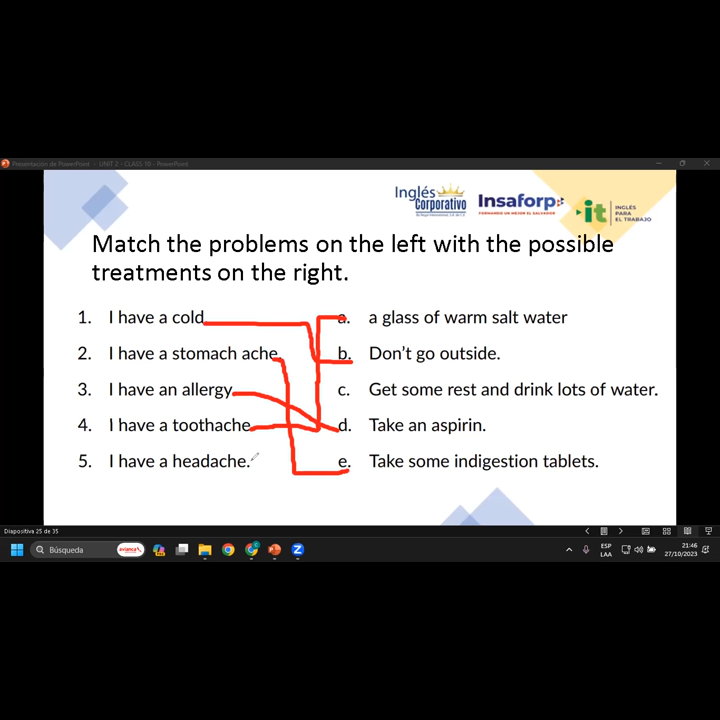 Presentación de PowerPoint - UNIT 2 - CLASS 10 - PowerPoint
Inglés
Corporativo
Insaforp
FORMANDO UN MEJOR EL SALVADOR
it
INGLÉS
PARA
EL TRABAJO
Match the problems on the left with the possible
treatments on the right.
1. I have a cold a. a glass of warm salt water
2. I have a stomach ache. b. Don't go outside.
3. I have an allergy c. Get some rest and drink lots of water.
4. I have a toothache d. Take an aspirin.
5. I have a headache. e. Take some indigestion tablets.
Diapositiva 25 de 35
Búsqueda
avianca
ESP
LAA
21:46
27/10/2023